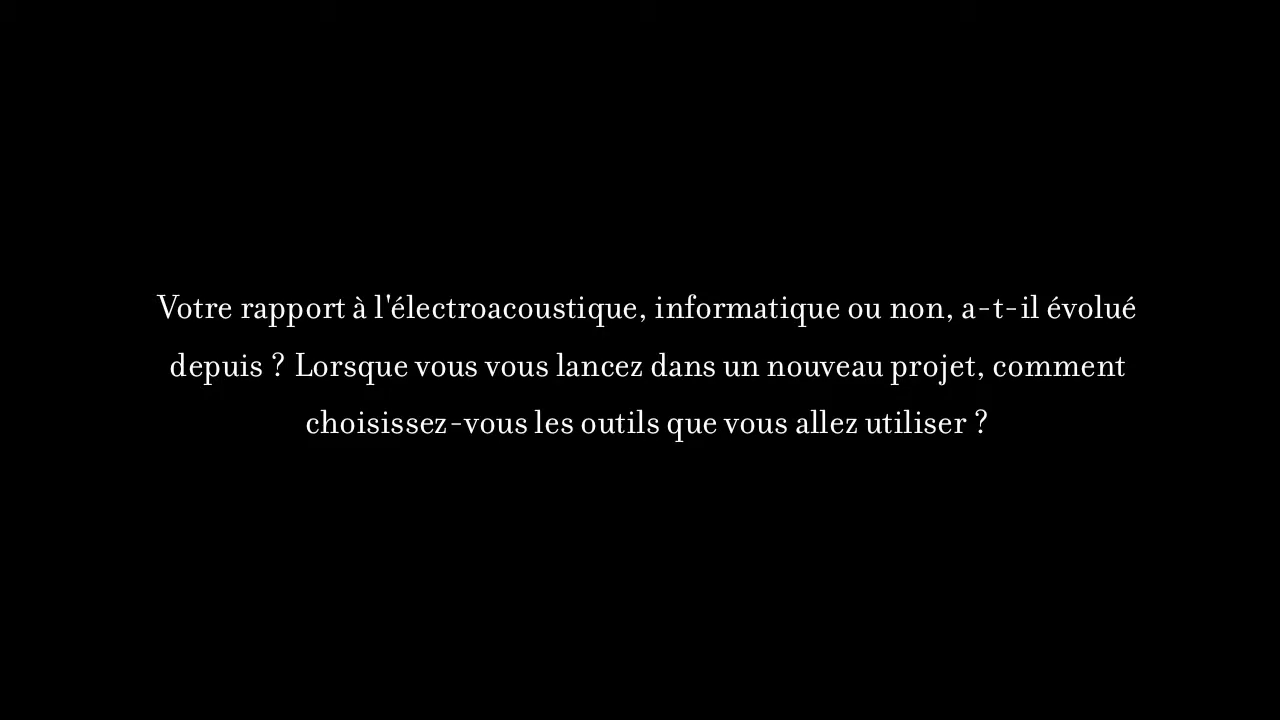 Votre rapport à l'électroacoustique, informatique ou non, a-t-il évolué
depuis ? Lorsque vous vous lancez dans un nouveau projet, comment
choisissez-vous les outils que vous allez utiliser ?